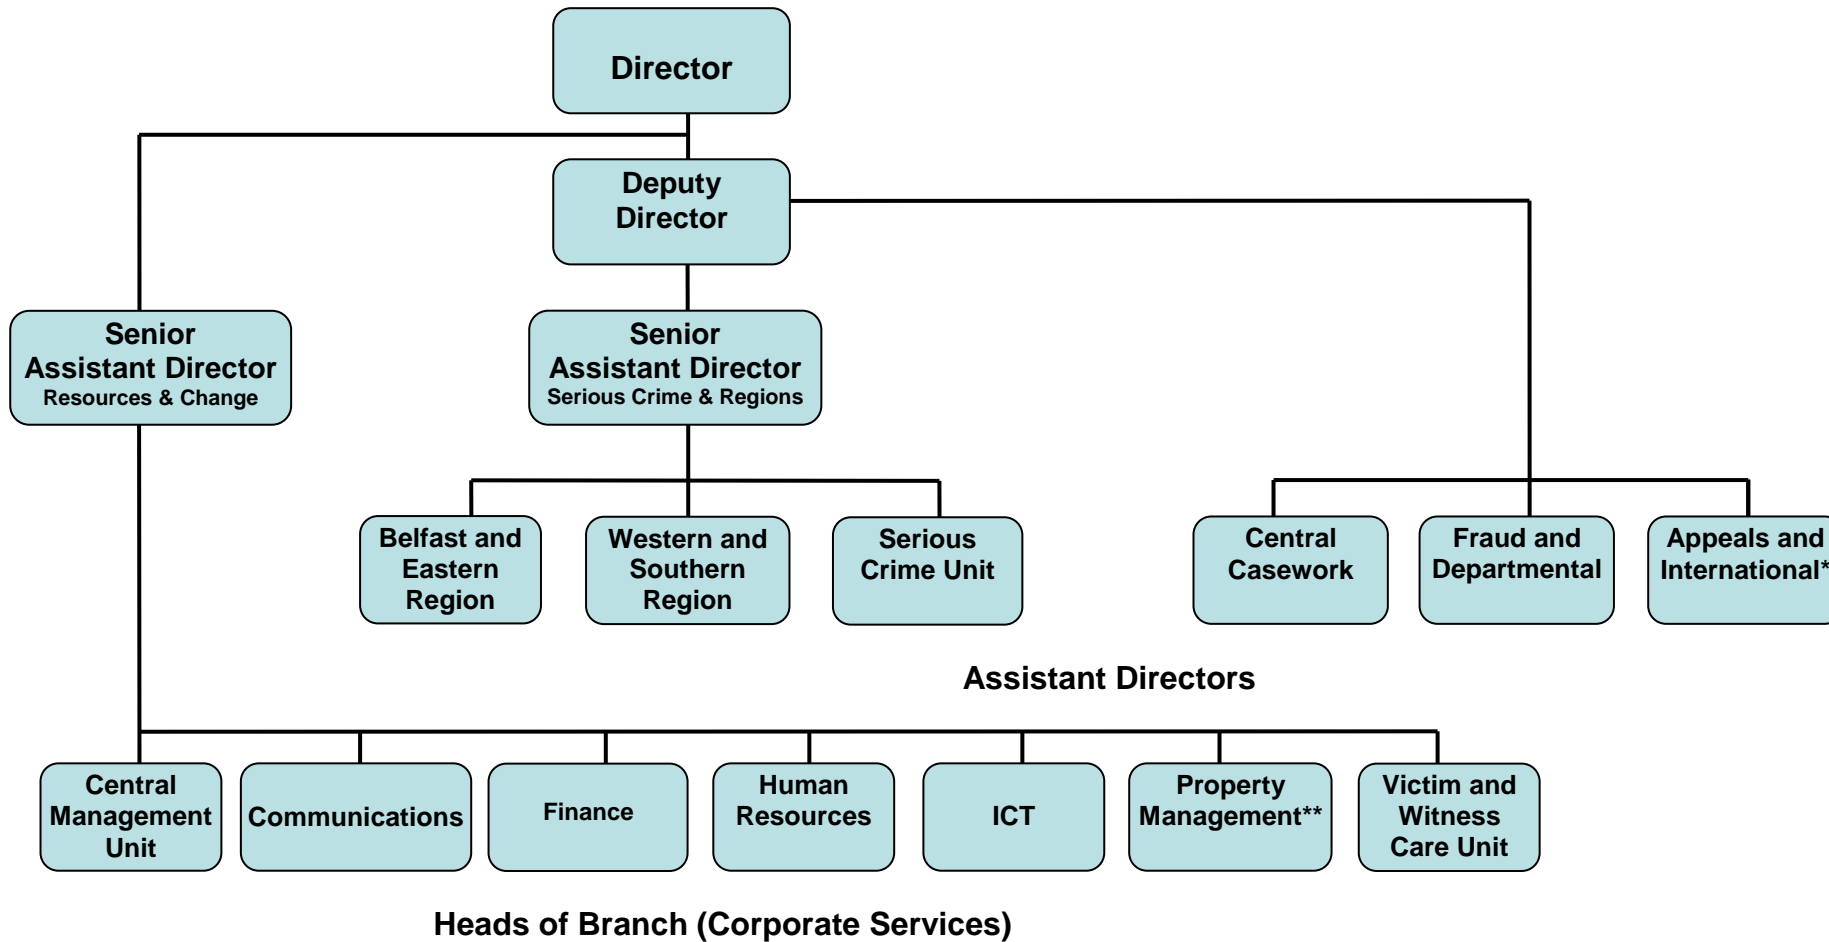 Director
Deputy
Director
Senior
Assistant Director
Resources & Change
Senior
Assistant Director
Serious Crime & Regions
Belfast and
Eastern
Region
Western and
Southern
Region
Serious
Crime Unit
Central
Casework
Fraud and
Departmental
Appeals and
International*
Assistant Directors
Central
Management
Unit
Communications
Finance
Human
Resources
ICT
Property
Management**
Victim and
Witness
Care Unit
Heads of Branch (Corporate Services)